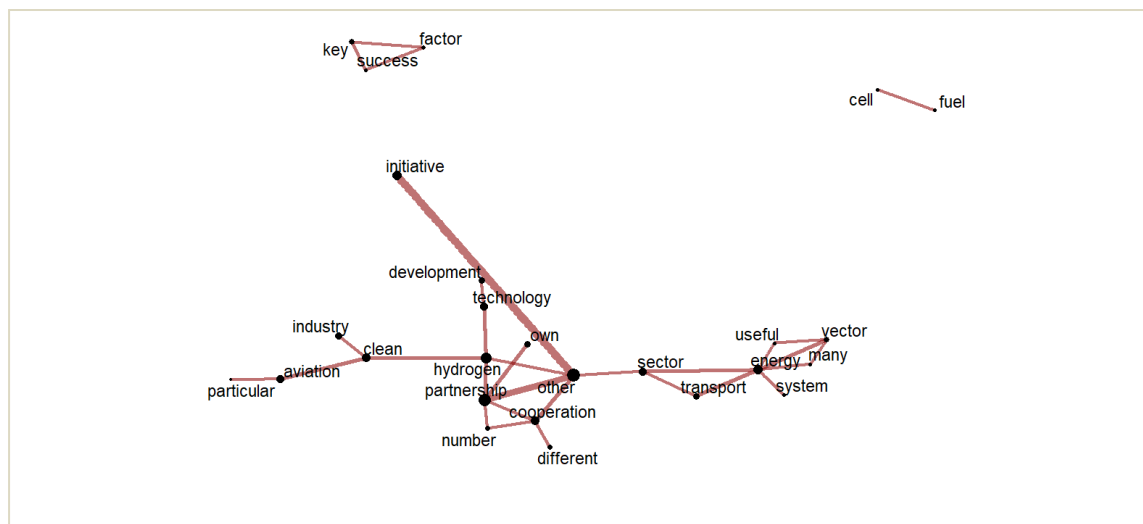 factor
key
success
cell
fuel
initiative
development
technology
industry
own
useful
vector
clean
many
hydrogen
sector
energy
aviation
particular
partnership
other
transport
system
cooperation
number
different